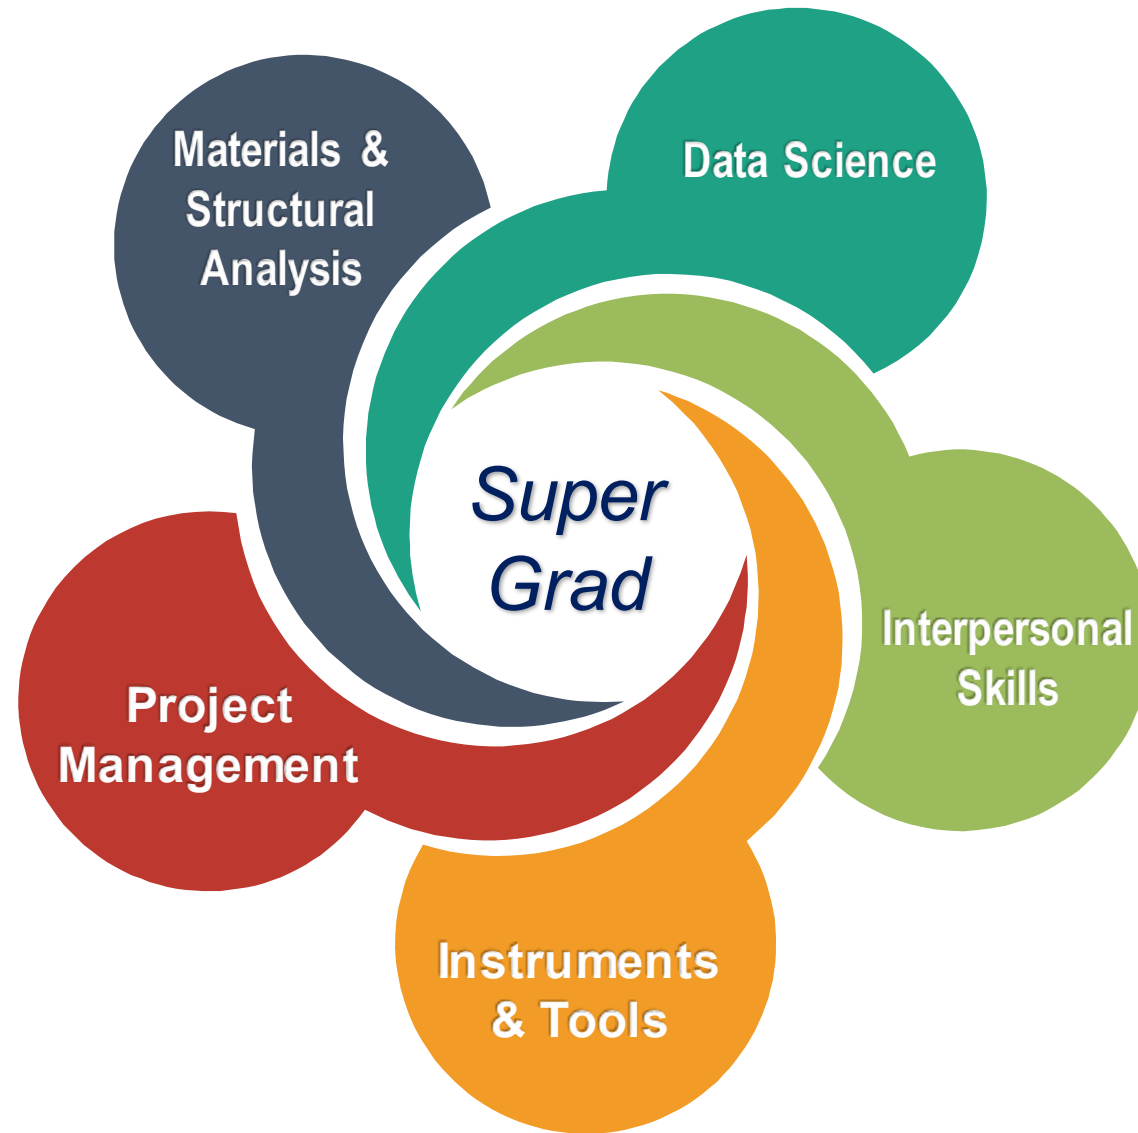 Materials &
Structural
Analysis
Data Science
Super
Grad
Interpersonal
Skills
Project
Management
Instruments
& Tools